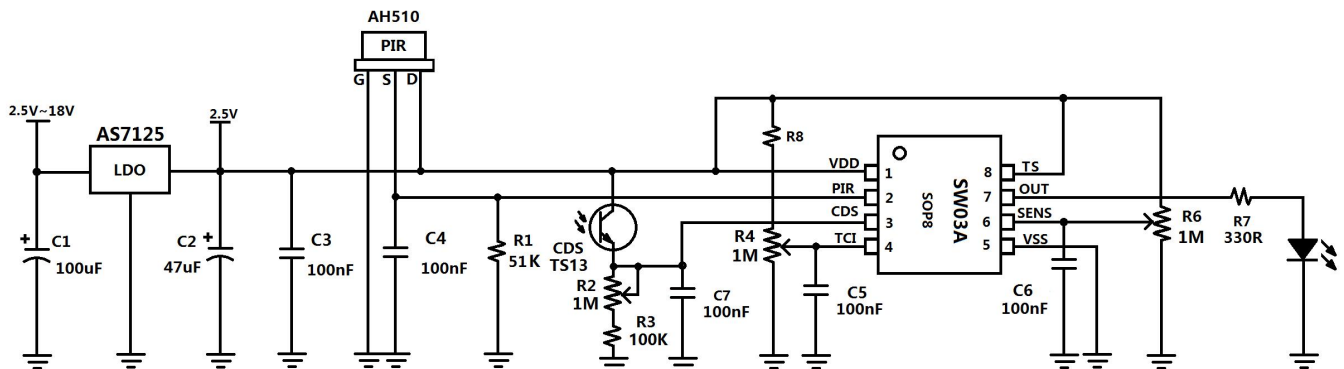 AH510
PIR
G S D
2.5V~18V
2.5V
AS7125
LDO
R8
VDD
1
8
TS
PIR
2
7
OUT
CDS
3
6
SENS
TCI
4
5
VSS
SW03A
SOP8
R6
1M
R7
330R
C1
100uF
C2
47uF
C3
100nF
C4
100nF
R1
51K
CDS
TS13
R4
1M
R2
1M
R3
100K
C7
100nF
C5
100nF
C6
100nF
+
+